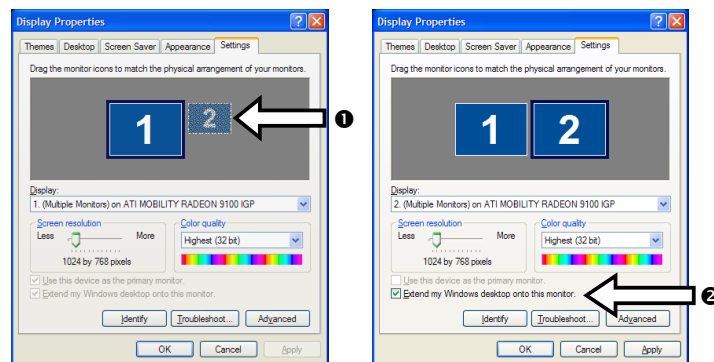 Display Properties
Themes Desktop Screen Saver Appearance Settings
Drag the monitor icons to match the physical arrangement of your monitors.
1 2
❶
Display:
1. (Multiple Monitors) on ATI MOBILITY RADEON 9100 IGP
Screen resolution
Less More
1024 by 768 pixels
Color quality
Highest (32 bit)
Use this device as the primary monitor.
Extend my Windows desktop onto this monitor.
Identify Troubleshoot... Advanced
OK Cancel Apply
Display Properties
Themes Desktop Screen Saver Appearance Settings
Drag the monitor icons to match the physical arrangement of your monitors.
1 2
Display:
2. (Multiple Monitors) on ATI MOBILITY RADEON 9100 IGP
Screen resolution
Less More
1024 by 768 pixels
Color quality
Highest (32 bit)
Use this device as the primary monitor.
Extend my Windows desktop onto this monitor.
❷
Identify Troubleshoot... Advanced
OK Cancel Apply